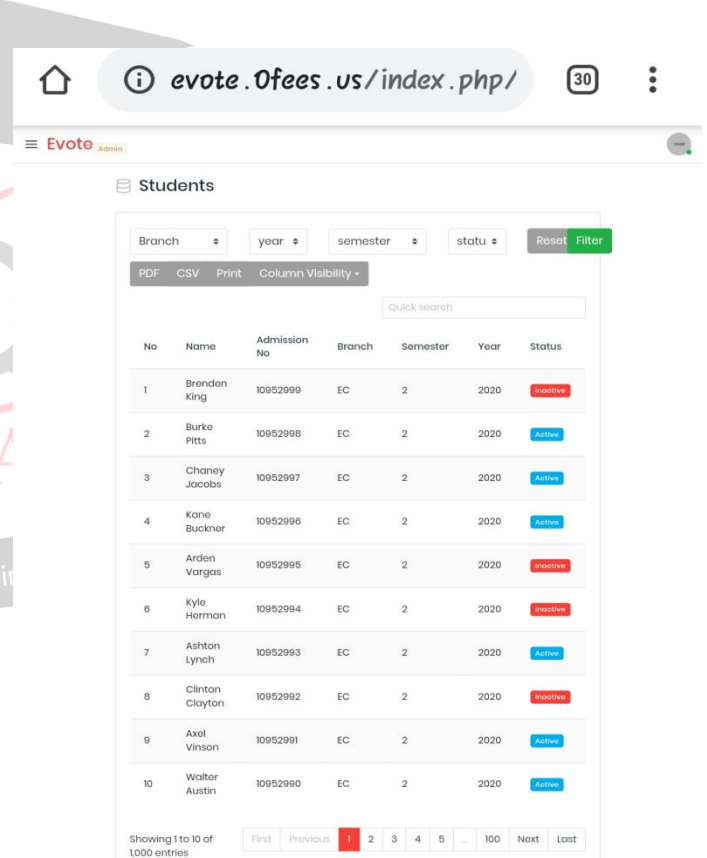 evote.0fees.us/index.php/ 30
Evote Admin
Students
Branch year semester statu Reset Filter
PDF CSV Print Column Visibility
Quick search
No Name Admission No Branch Semester Year Status
1 Brenden King 10952999 EC 2 2020 Inactive
2 Burke Pitts 10952998 EC 2 2020 Active
3 Chaney Jacobs 10952997 EC 2 2020 Active
4 Kane Buckner 10952996 EC 2 2020 Active
5 Arden Vargas 10952995 EC 2 2020 Inactive
6 Kyle Herman 10952994 EC 2 2020 Inactive
7 Ashton Lynch 10952993 EC 2 2020 Active
8 Clinton Clayton 10952992 EC 2 2020 Inactive
9 Axel Vinson 10952991 EC 2 2020 Active
10 Walter Austin 10952990 EC 2 2020 Active
Showing 1 to 10 of 1,000 entries
First Previous 1 2 3 4 5 … 100 Next Last